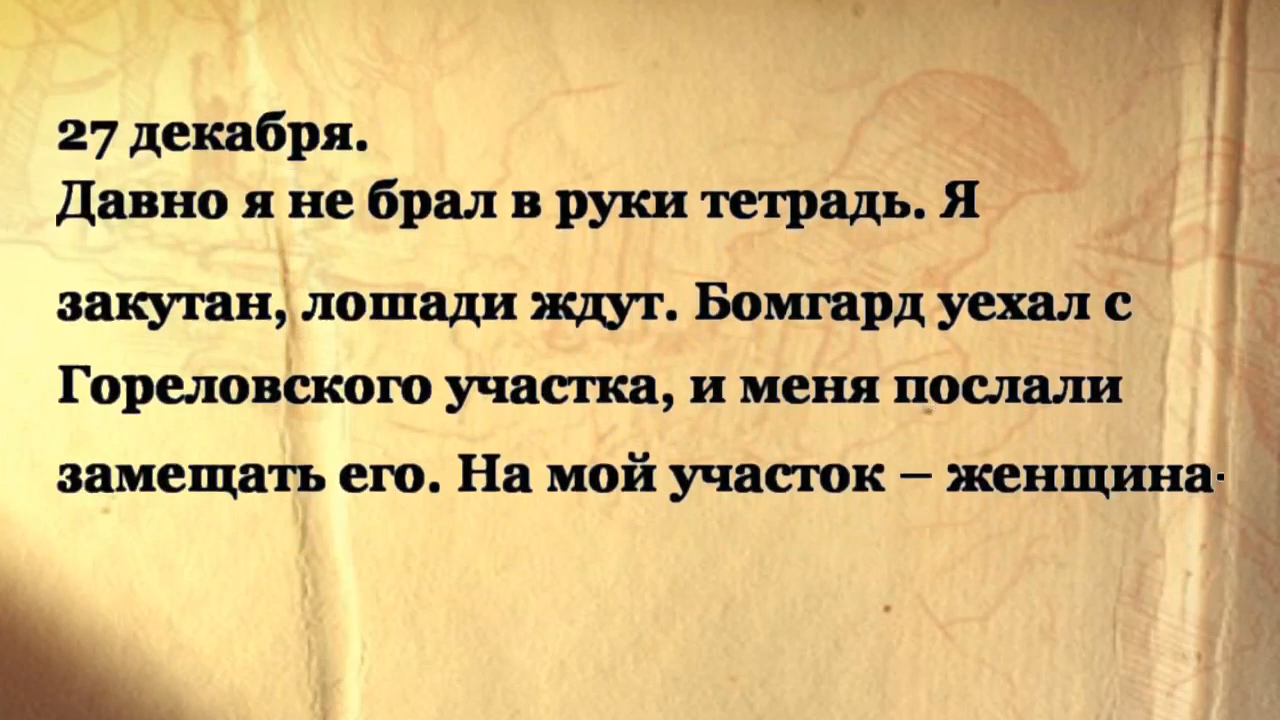 27 декабря.
Давно я не брал в руки тетрадь. Я
закутан, лошади ждут. Бомгард уехал с
Гореловского участка, и меня послали
замещать его. На мой участок – женщина-